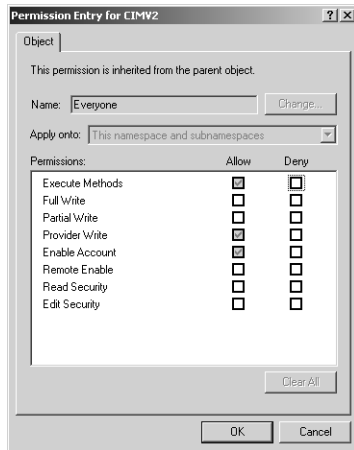 Permission Entry for CIMV2
Object
This permission is inherited from the parent object.
Name: Everyone Change...
Apply onto: This namespace and subnamespaces
Permissions: Allow Deny
Execute Methods
Full Write
Partial Write
Provider Write
Enable Account
Remote Enable
Read Security
Edit Security
Clear All
OK Cancel